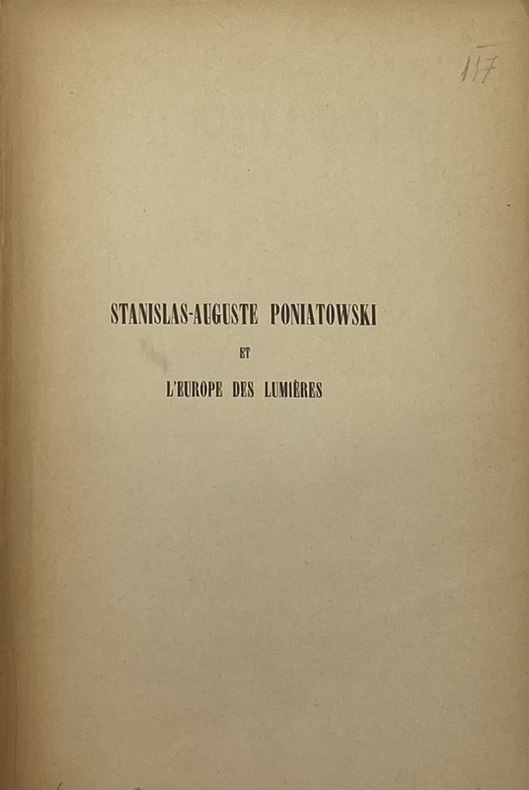 117
STANISLAS-AUGUSTE PONIATOWSKI
ET
L'EUROPE DES LUMIÈRES